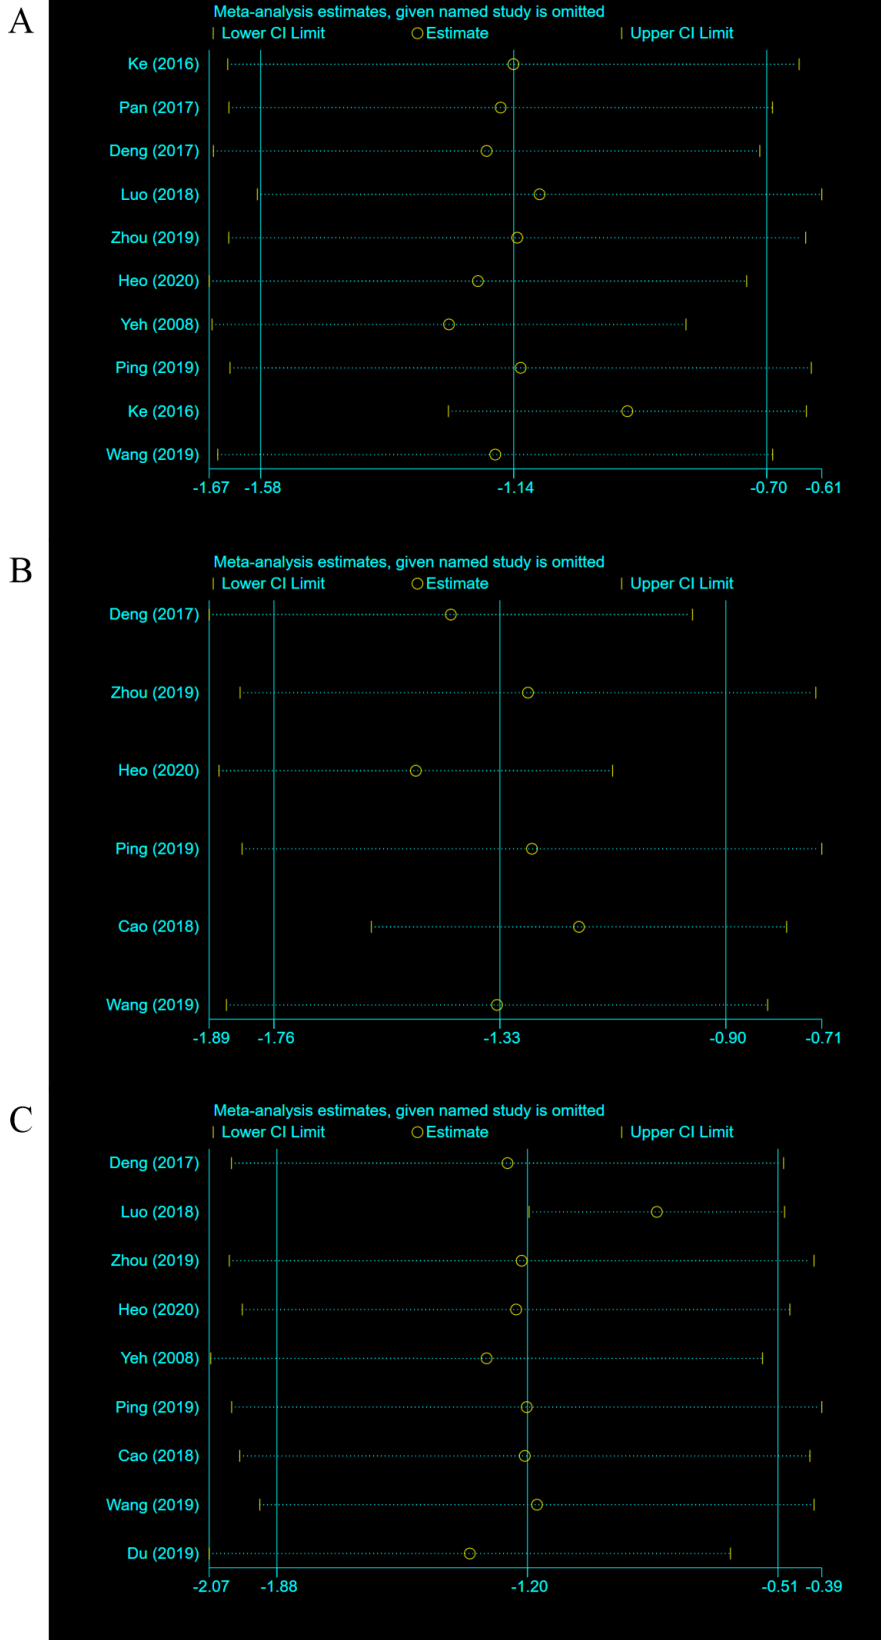 A
Meta-analysis estimates, given named study is omitted
Lower CI Limit Estimate Upper CI Limit
Ke (2016)
Pan (2017)
Deng (2017)
Luo (2018)
Zhou (2019)
Heo (2020)
Yeh (2008)
Ping (2019)
Ke (2016)
Wang (2019)
-1.67 -1.58 -1.14 -0.70 -0.61
B
Meta-analysis estimates, given named study is omitted
Lower CI Limit Estimate Upper CI Limit
Deng (2017)
Zhou (2019)
Heo (2020)
Ping (2019)
Cao (2018)
Wang (2019)
-1.89 -1.76 -1.33 -0.90 -0.71
C
Meta-analysis estimates, given named study is omitted
Lower CI Limit Estimate Upper CI Limit
Deng (2017)
Luo (2018)
Zhou (2019)
Heo (2020)
Yeh (2008)
Ping (2019)
Cao (2018)
Wang (2019)
Du (2019)
-2.07 -1.88 -1.20 -0.51 -0.39